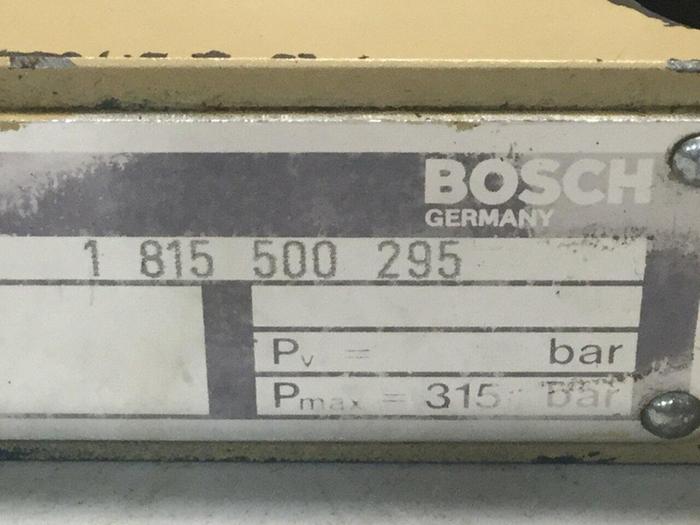 BOSCH
GERMANY
1 815 500 295
Pv = bar
Pmax = 315 bar